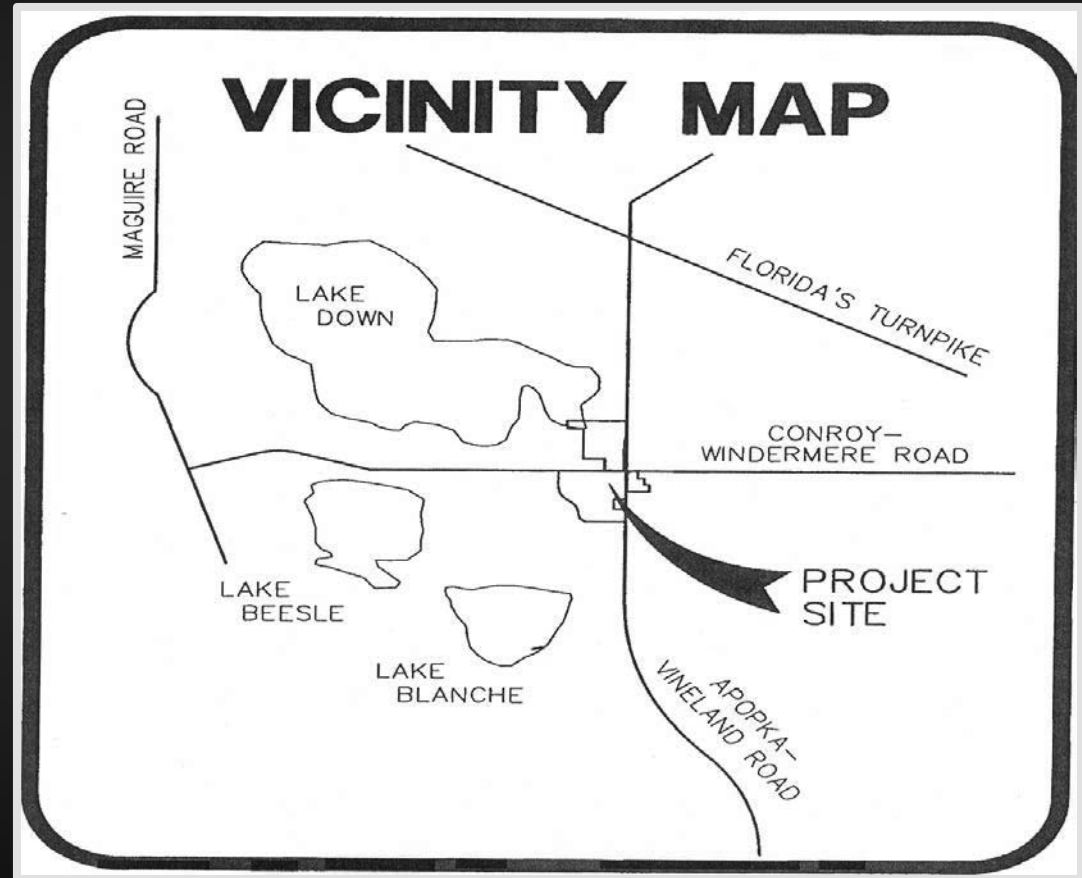 VICINITY MAP
MAGUIRE ROAD
FLORIDA'S TURNPIKE
LAKE
DOWN
CONROY–
WINDERMERE ROAD
PROJECT
SITE
LAKE
BEESLE
LAKE
BLANCHE
APOPKA–
VINELAND ROAD